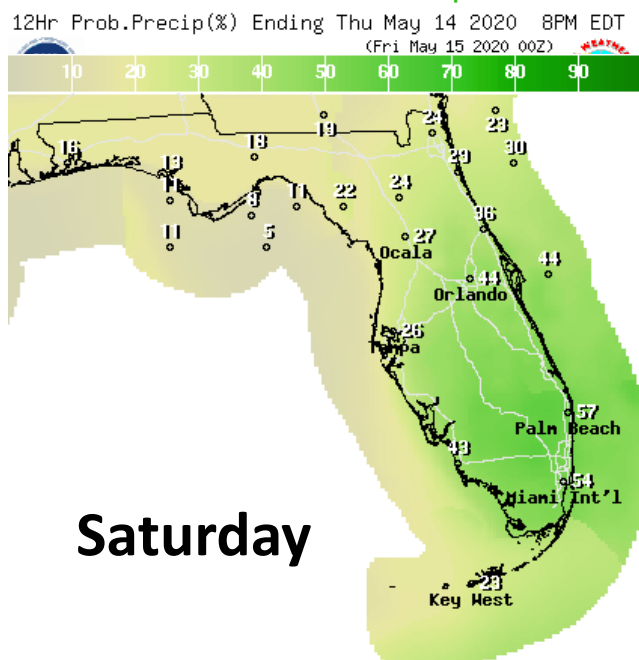 12Hr Prob.Precip(%) Ending Thu May 14 2020 8PM EDT
(Fri May 15 2020 00Z)
WEATHER
10 20 30 40 50 60 70 80 90
19
23
23
18
16
13
29
30
11
8
11
22
24
36
11
5
27
Ocala
44
44
Orlando
26
Tampa
57
Palm Beach
43
54
Miami Int'l
Saturday
23
Key West